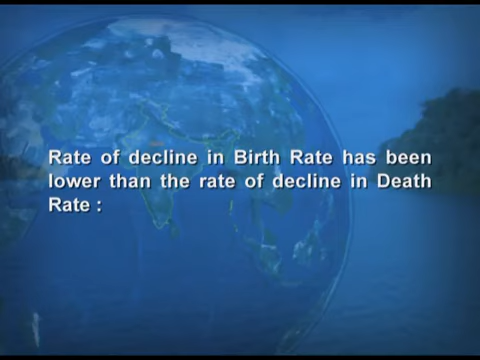 Rate of decline in Birth Rate has been
lower than the rate of decline in Death
Rate :